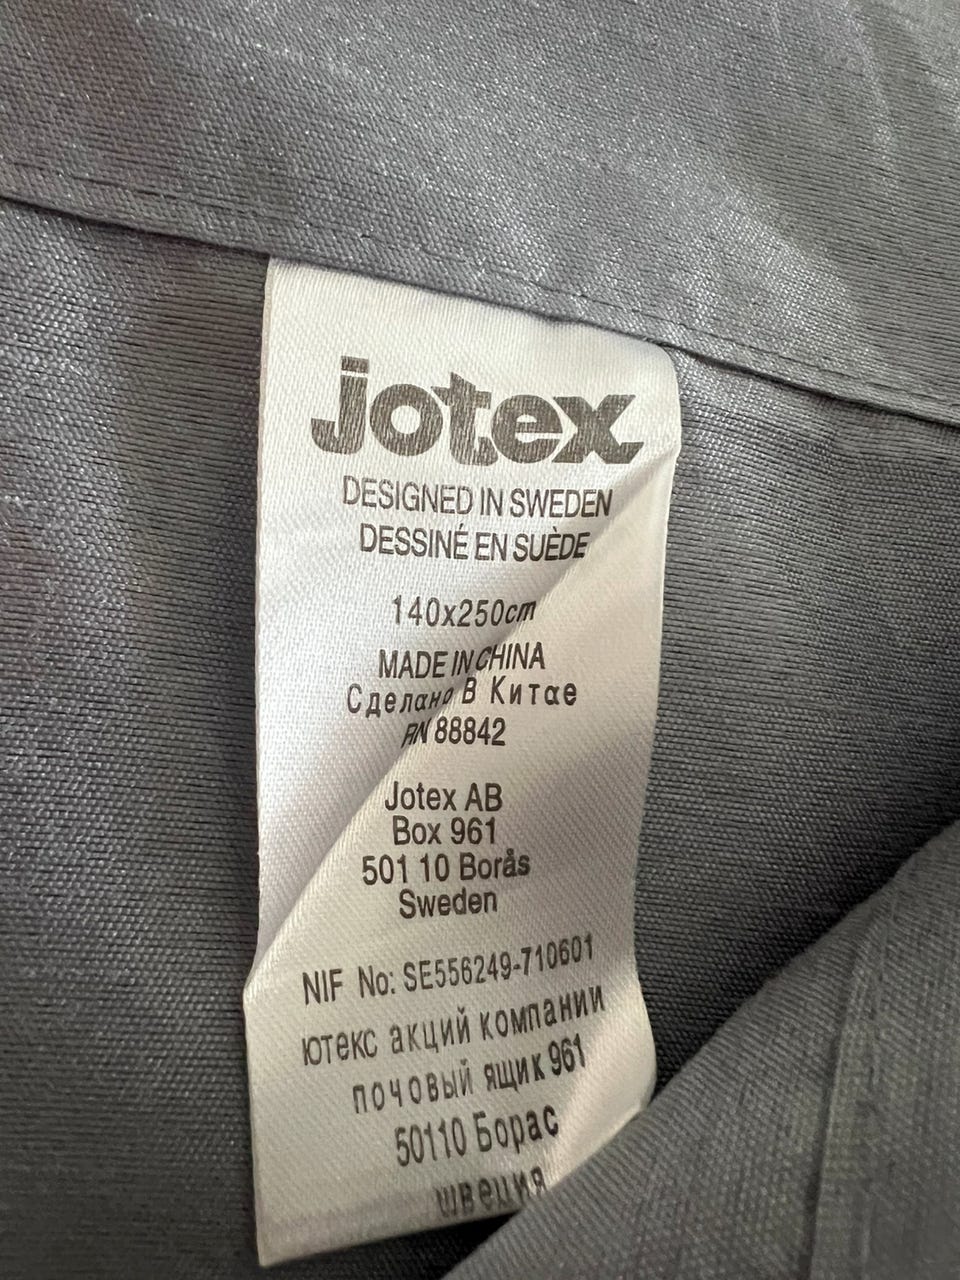 jotex
DESIGNED IN SWEDEN
DESSINÉ EN SUÈDE
140x250cm
MADE IN CHINA
Сделано В Китае
RN 88842
Jotex AB
Box 961
501 10 Borås
Sweden
NIF No: SE556249-710601
ютекс акций компании
почовый ящик 961
50110 Борас
швеция